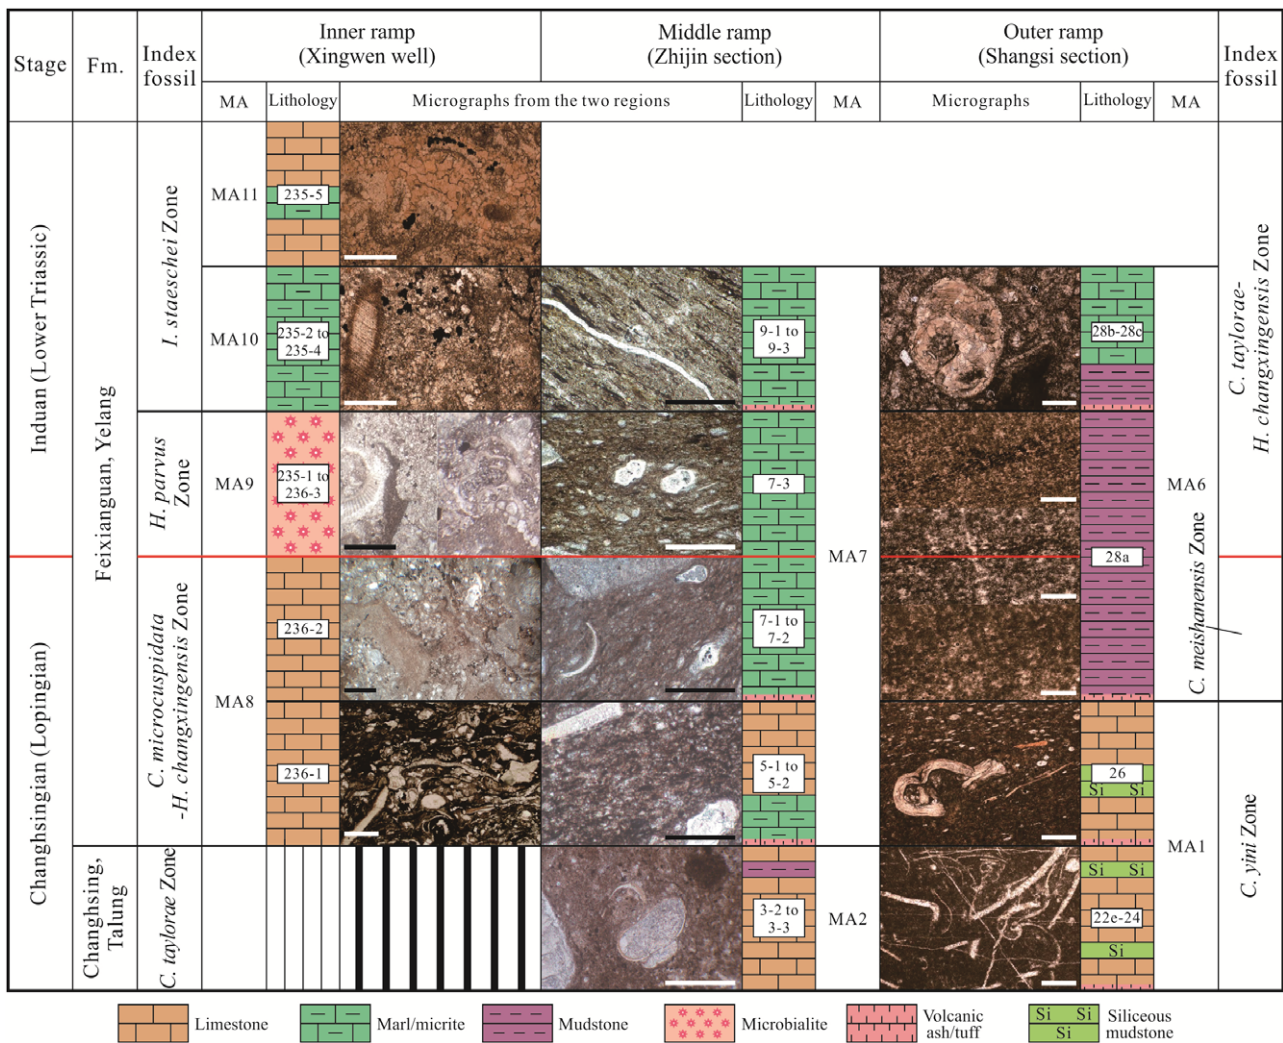 Stage
Fm.
Index
fossil
Inner ramp
(Xingwen well)
Middle ramp
(Zhijin section)
Outer ramp
(Shangsi section)
Index
fossil
MA
Lithology
Micrographs from the two regions
Lithology
MA
Micrographs
Lithology
MA
Induan (Lower Triassic)
Changhsingian (Lopingian)
Feixianguan, Yelang
Changhsing,
Talung
I. staeschei Zone
H. parvus
Zone
C. microcuspidata
-H. changxingensis Zone
C. taylorae Zone
MA11
235-5
MA10
235-2 to
235-4
9-1 to
9-3
28b-28c
MA9
235-1 to
236-3
7-3
MA6
MA7
28a
MA8
236-2
7-1 to
7-2
236-1
5-1 to
5-2
26
Si Si
MA1
Si Si
3-2 to
3-3
MA2
22e-24
Si
C. taylorae-
H. changxingensis Zone
C. meishanensis Zone
C. yini Zone
Limestone
Marl/micrite
Mudstone
Microbialite
Volcanic
ash/tuff
Si Si
Si
Siliceous
mudstone